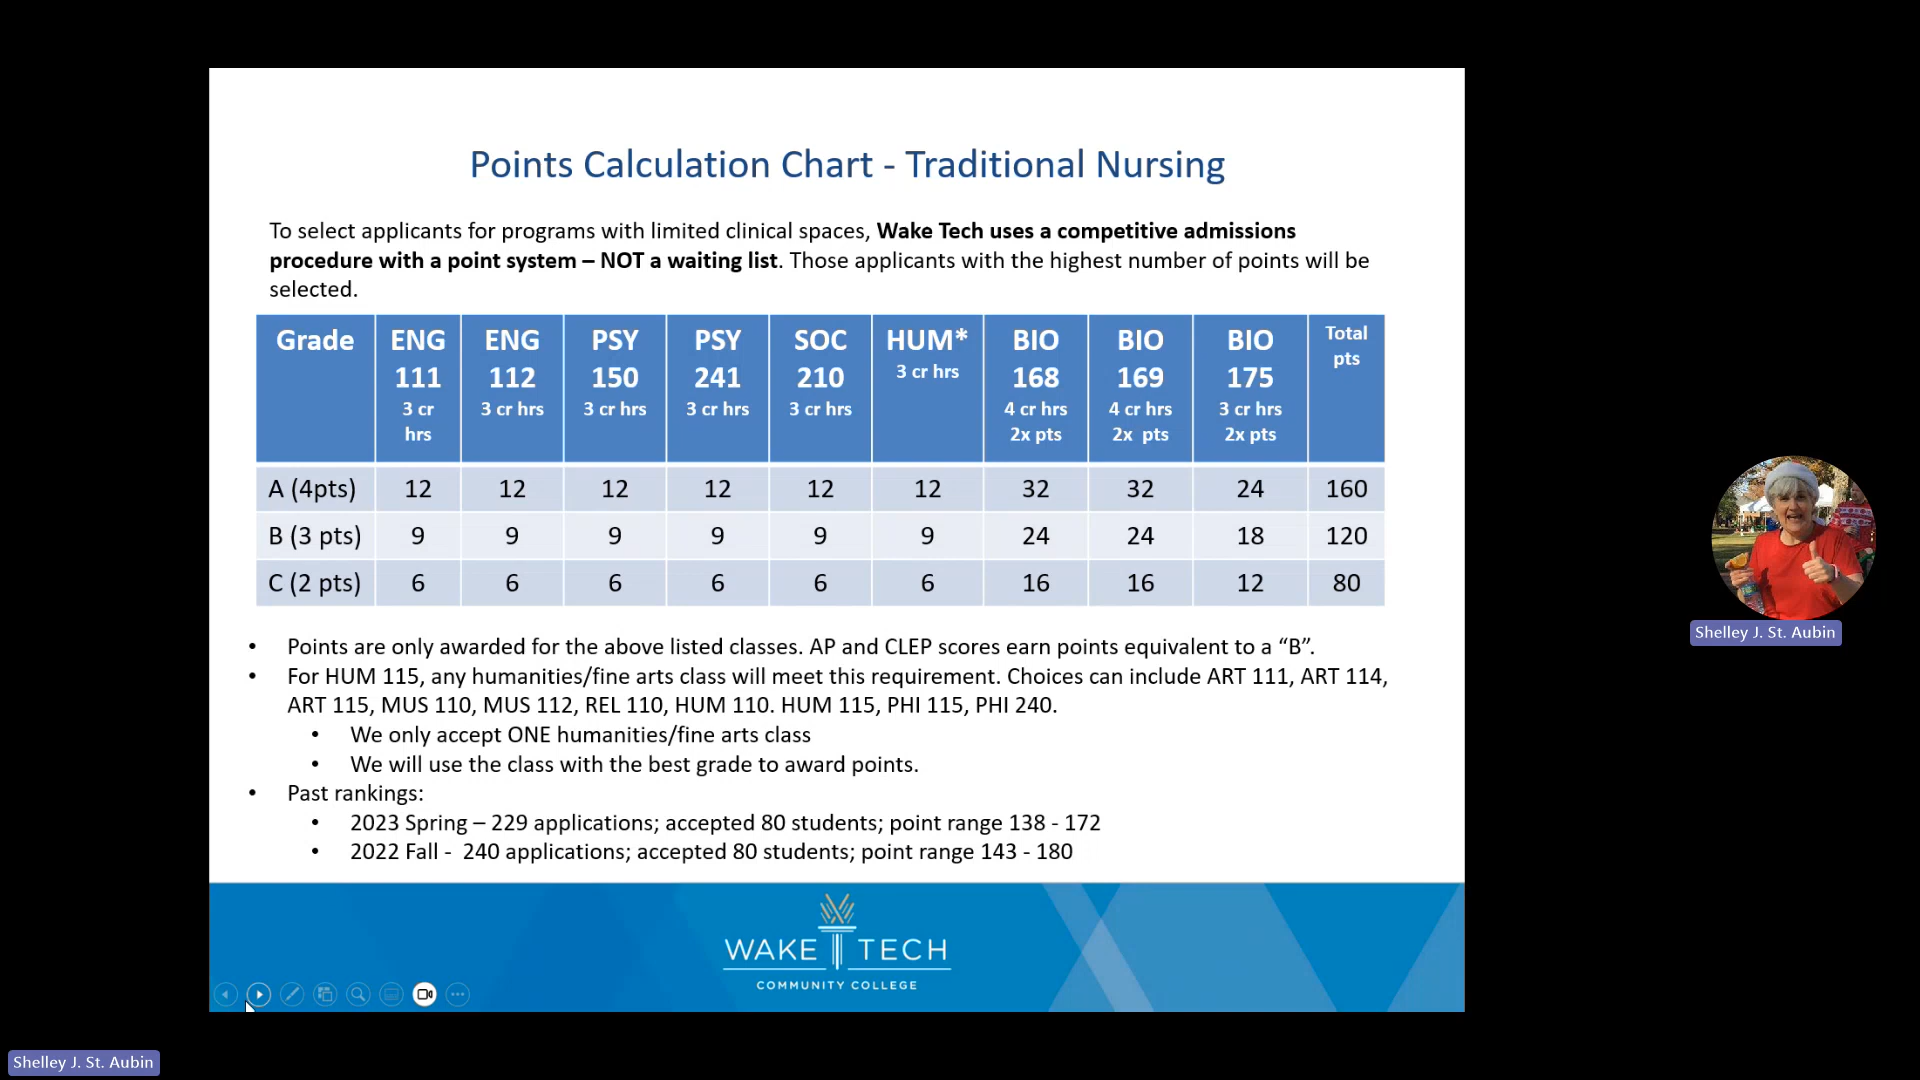 Points Calculation Chart - Traditional Nursing
To select applicants for programs with limited clinical spaces, Wake Tech uses a competitive admissions
procedure with a point system – NOT a waiting list. Those applicants with the highest number of points will be
selected.
Grade ENG 111 3 cr hrs ENG 112 3 cr hrs PSY 150 3 cr hrs PSY 241 3 cr hrs SOC 210 3 cr hrs HUM* 3 cr hrs BIO 168 4 cr hrs 2x pts BIO 169 4 cr hrs 2x pts BIO 175 3 cr hrs 2x pts Total pts
A (4pts) 12 12 12 12 12 12 32 32 24 160
B (3 pts) 9 9 9 9 9 9 24 24 18 120
C (2 pts) 6 6 6 6 6 6 16 16 12 80
• Points are only awarded for the above listed classes. AP and CLEP scores earn points equivalent to a “B”.
• For HUM 115, any humanities/fine arts class will meet this requirement. Choices can include ART 111, ART 114,
ART 115, MUS 110, MUS 112, REL 110, HUM 110. HUM 115, PHI 115, PHI 240.
• We only accept ONE humanities/fine arts class
• We will use the class with the best grade to award points.
• Past rankings:
• 2023 Spring – 229 applications; accepted 80 students; point range 138 - 172
• 2022 Fall - 240 applications; accepted 80 students; point range 143 - 180
WAKE TECH
COMMUNITY COLLEGE
Shelley J. St. Aubin
Shelley J. St. Aubin